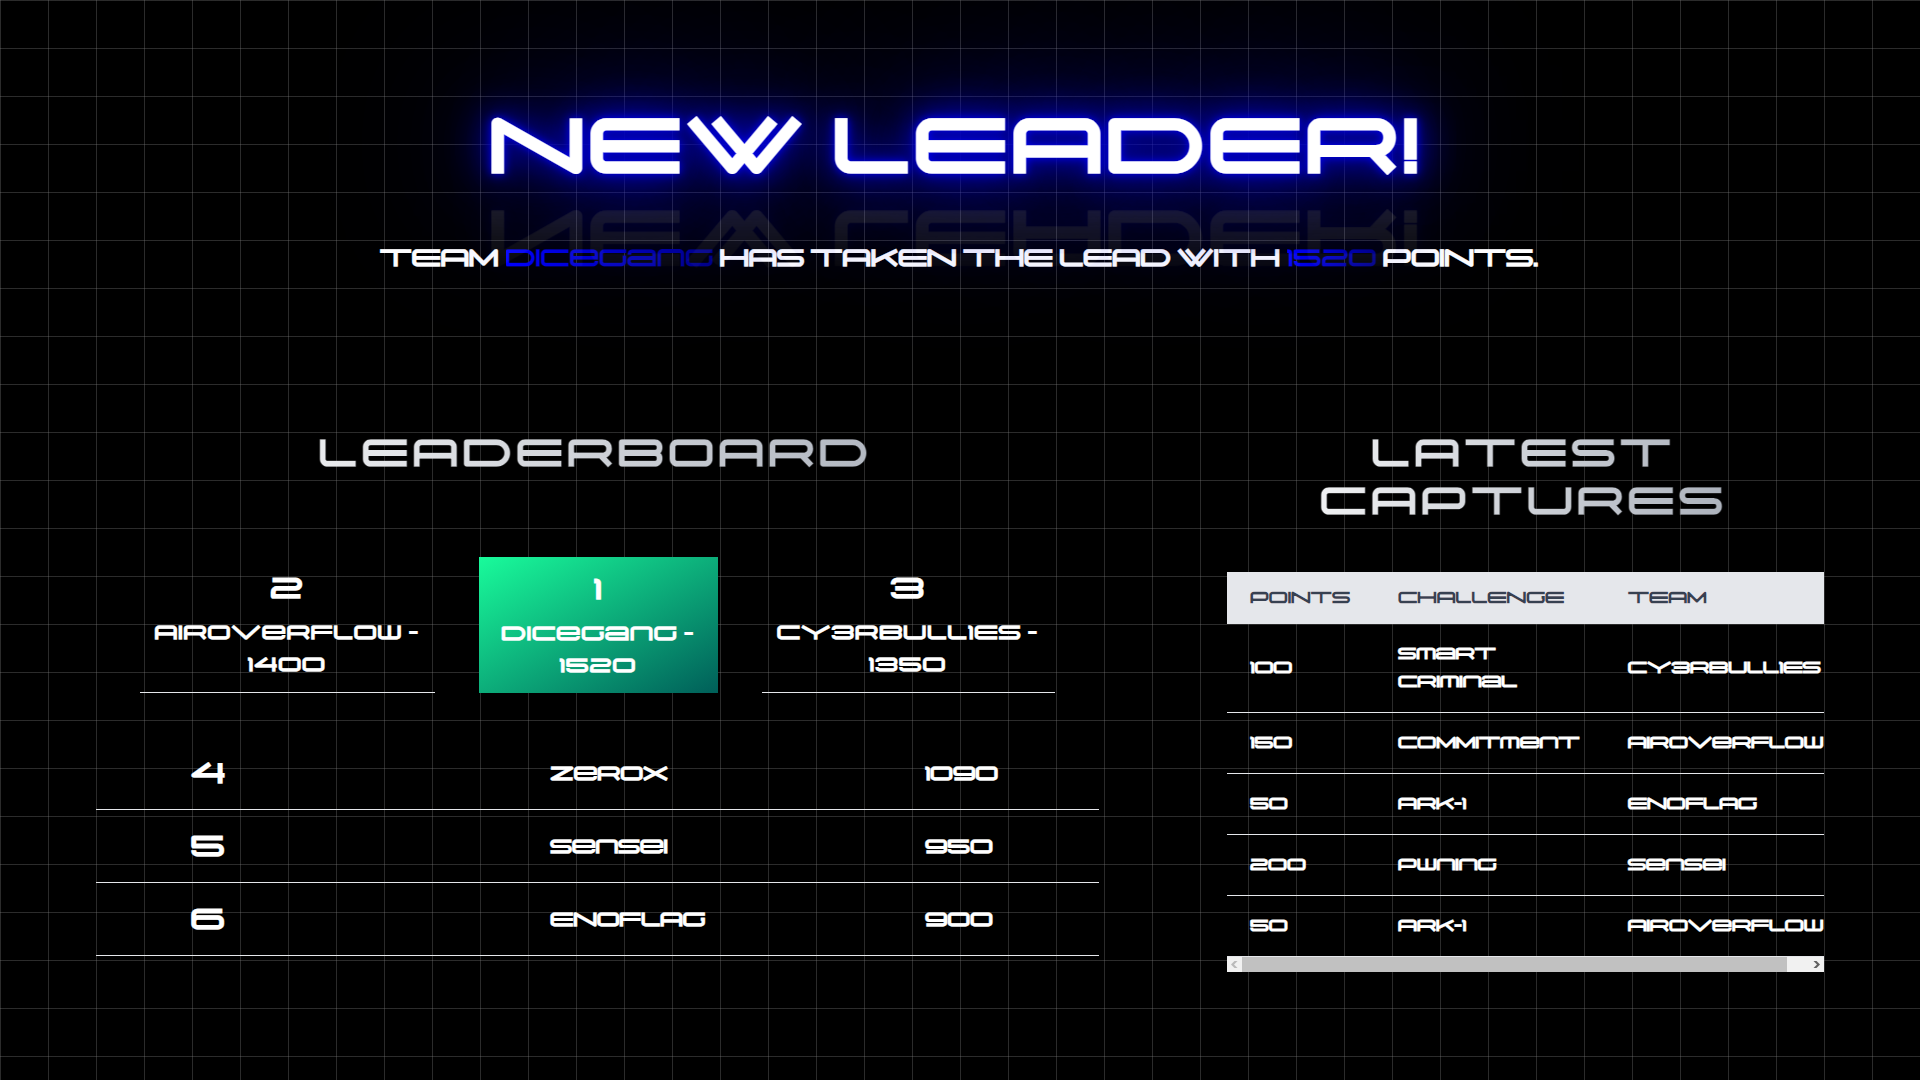 NEW LEADER!
TEAM DICEGANG HAS TAKEN THE LEAD WITH 1520 POINTS.
LEADERBOARD
2
AIROVERFLOW -
1400
1
DICEGANG -
1520
3
CY3RBULL1ES -
1350
4 ZEROX 1090
5 SENSEI 950
6 ENOFLAG 900
LATEST
CAPTURES
POINTS CHALLENGE TEAM
100 SMART CRIMINAL CY3RBULL1ES
150 COMMITMENT AIROVERFLOW
50 ARK-1 ENOFLAG
200 PWNING SENSEI
50 ARK-1 AIROVERFLOW